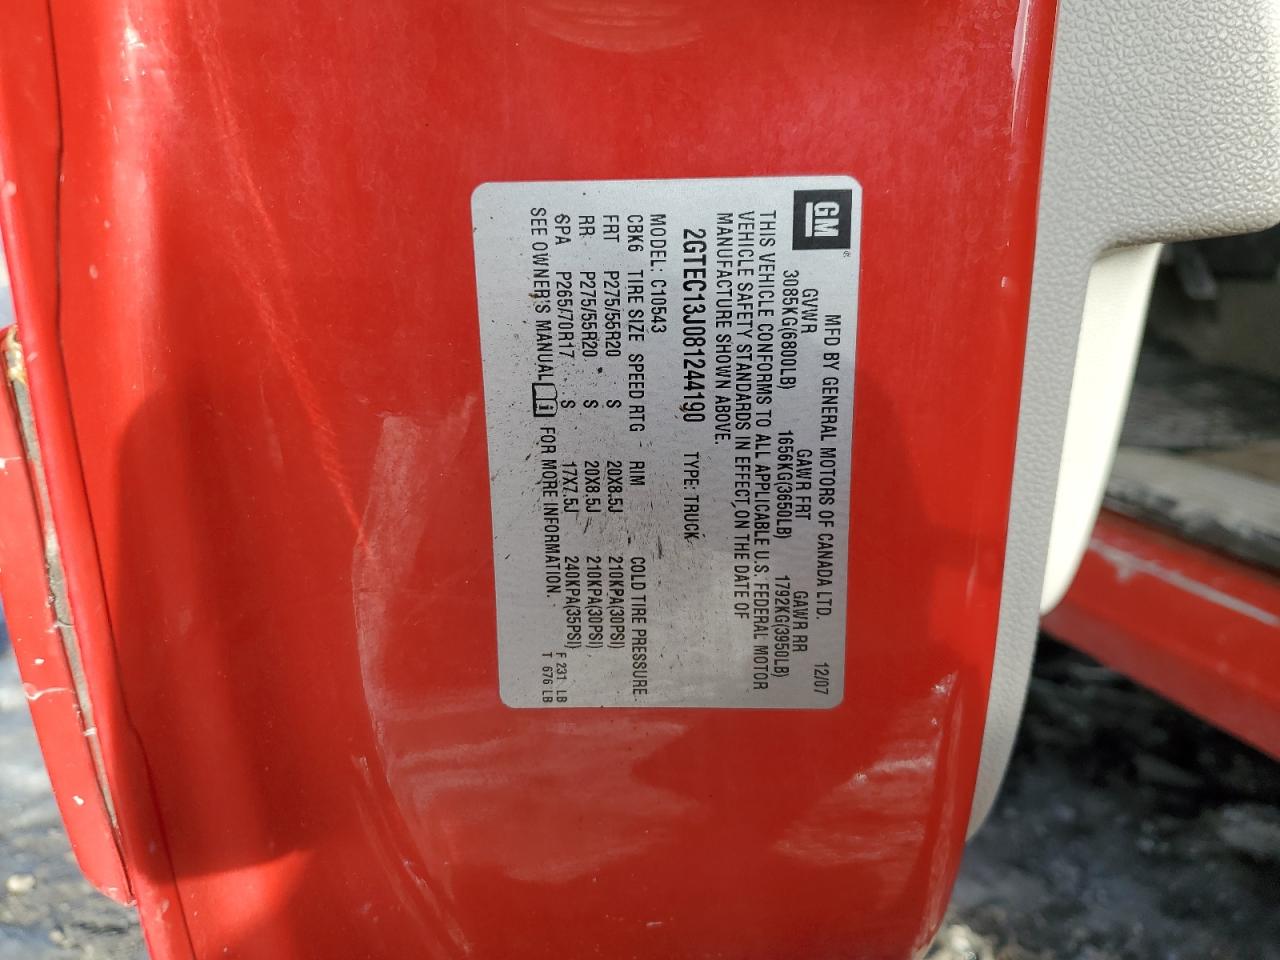 GM ®
MFD BY GENERAL MOTORS OF CANADA LTD. 12/07
GVWR GAWR FRT GAWR RR
3085KG(6800LB) 1656KG(3650LB) 1792KG(3950LB)
THIS VEHICLE CONFORMS TO ALL APPLICABLE U.S. FEDERAL MOTOR
VEHICLE SAFETY STANDARDS IN EFFECT ON THE DATE OF
MANUFACTURE SHOWN ABOVE.
2GTEC13J081244190 TYPE: TRUCK
MODEL: C10543
CBK6 TIRE SIZE SPEED RTG RIM COLD TIRE PRESSURE
FRT P275/55R20 S 20X8.5J 210KPA(30PSI)
RR P275/55R20 S 20X8.5J 210KPA(30PSI)
SPA P265/70R17 S 17X7.5J 240KPA(35PSI) F 231 LB
SEE OWNER'S MANUAL FOR MORE INFORMATION. T 676 LB